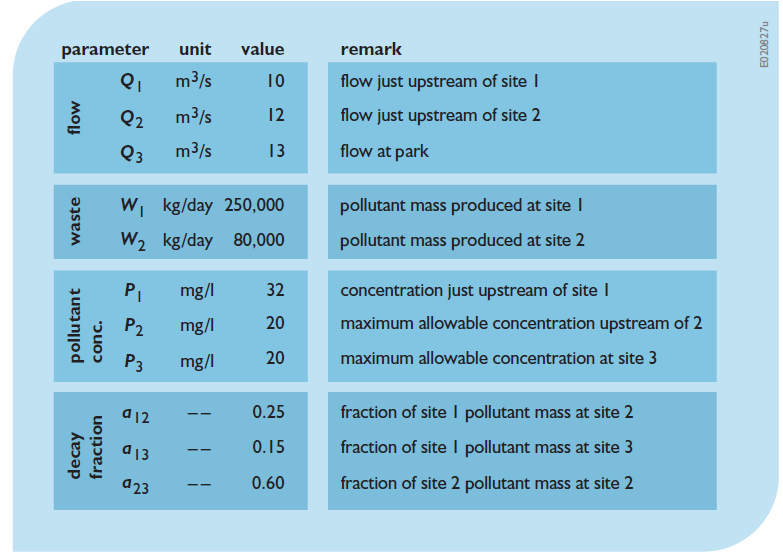 parameter unit value remark
flow
Q1 m3/s 10 flow just upstream of site 1
Q2 m3/s 12 flow just upstream of site 2
Q3 m3/s 13 flow at park
waste
W1 kg/day 250,000 pollutant mass produced at site 1
W2 kg/day 80,000 pollutant mass produced at site 2
pollutant
conc.
P1 mg/l 32 concentration just upstream of site 1
P2 mg/l 20 maximum allowable concentration upstream of 2
P3 mg/l 20 maximum allowable concentration at site 3
decay
fraction
a12 -- 0.25 fraction of site 1 pollutant mass at site 2
a13 -- 0.15 fraction of site 1 pollutant mass at site 3
a23 -- 0.60 fraction of site 2 pollutant mass at site 2
E020827u